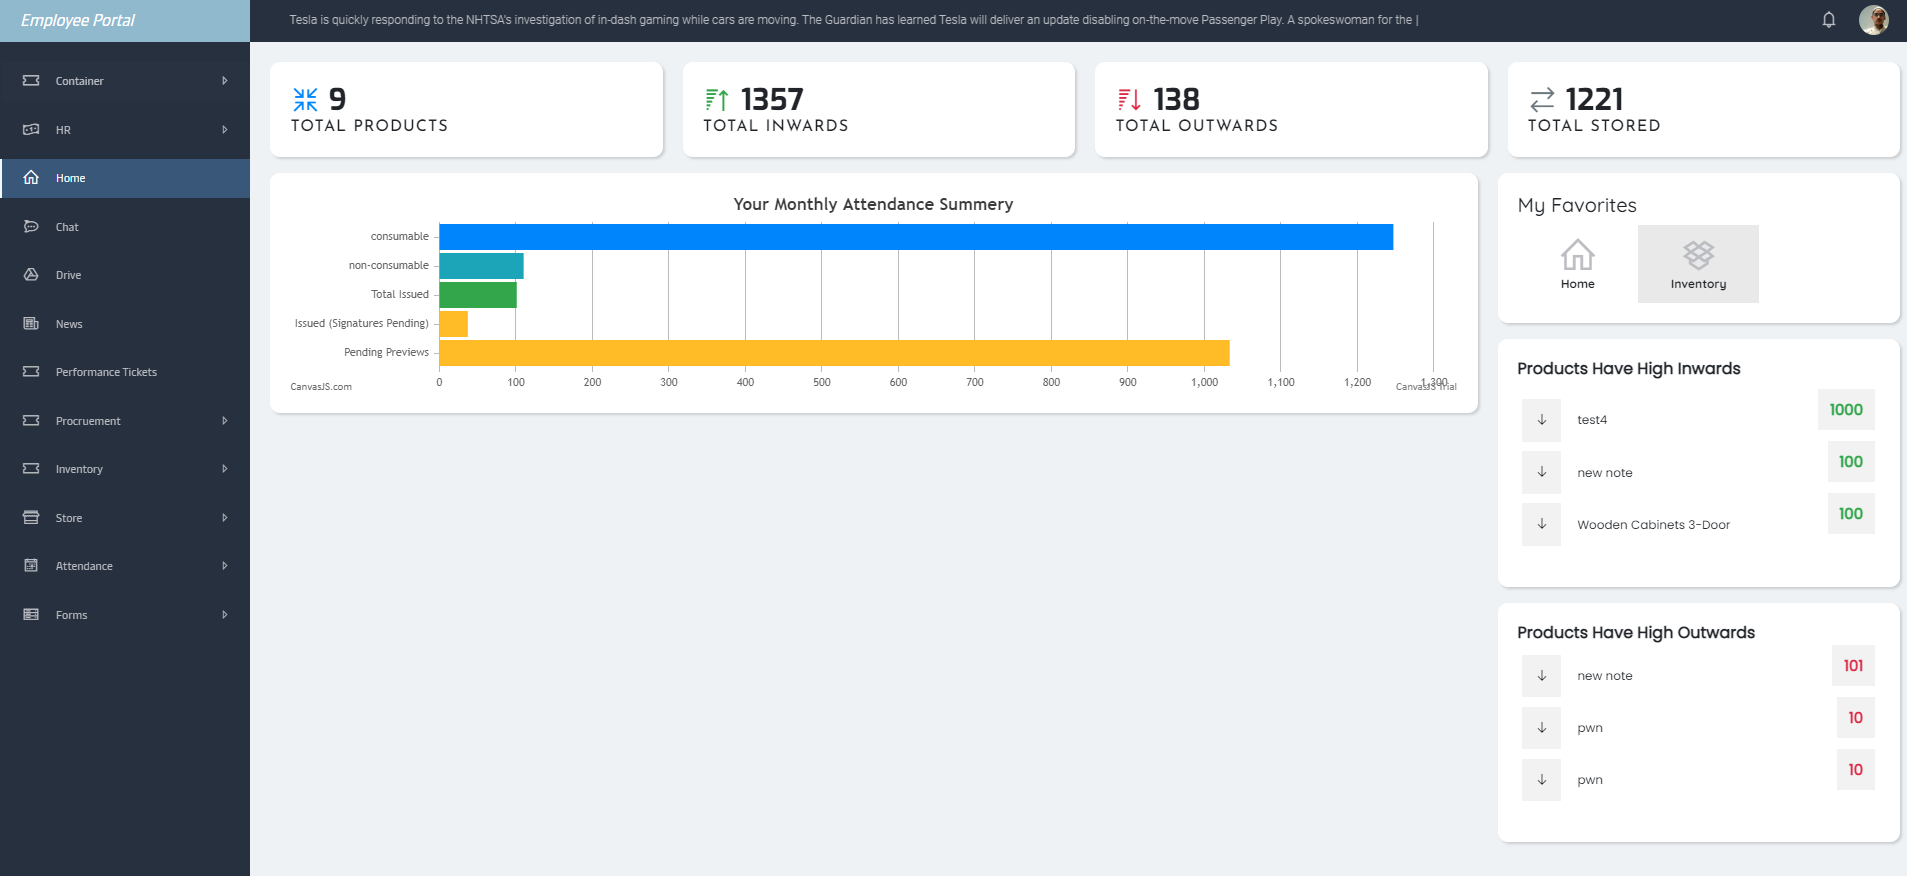 Employee Portal
Tesla is quickly responding to the NHTSA's investigation of in-dash gaming while cars are moving. The Guardian has learned Tesla will deliver an update disabling on-the-move Passenger Play. A spokeswoman for the |
Container
HR
Home
Chat
Drive
News
Performance Tickets
Procruement
Inventory
Store
Attendance
Forms
9
TOTAL PRODUCTS
1357
TOTAL INWARDS
138
TOTAL OUTWARDS
1221
TOTAL STORED
Your Monthly Attendance Summery
consumable
non-consumable
Total Issued
Issued (Signatures Pending)
Pending Previews
0 100 200 300 400 500 600 700 800 900 1,000 1,100 1,200 1,300
CanvasJS.com
CanvasJS Trial
My Favorites
Home
Inventory
Products Have High Inwards
test4 1000
new note 100
Wooden Cabinets 3-Door 100
Products Have High Outwards
new note 101
pwn 10
pwn 10